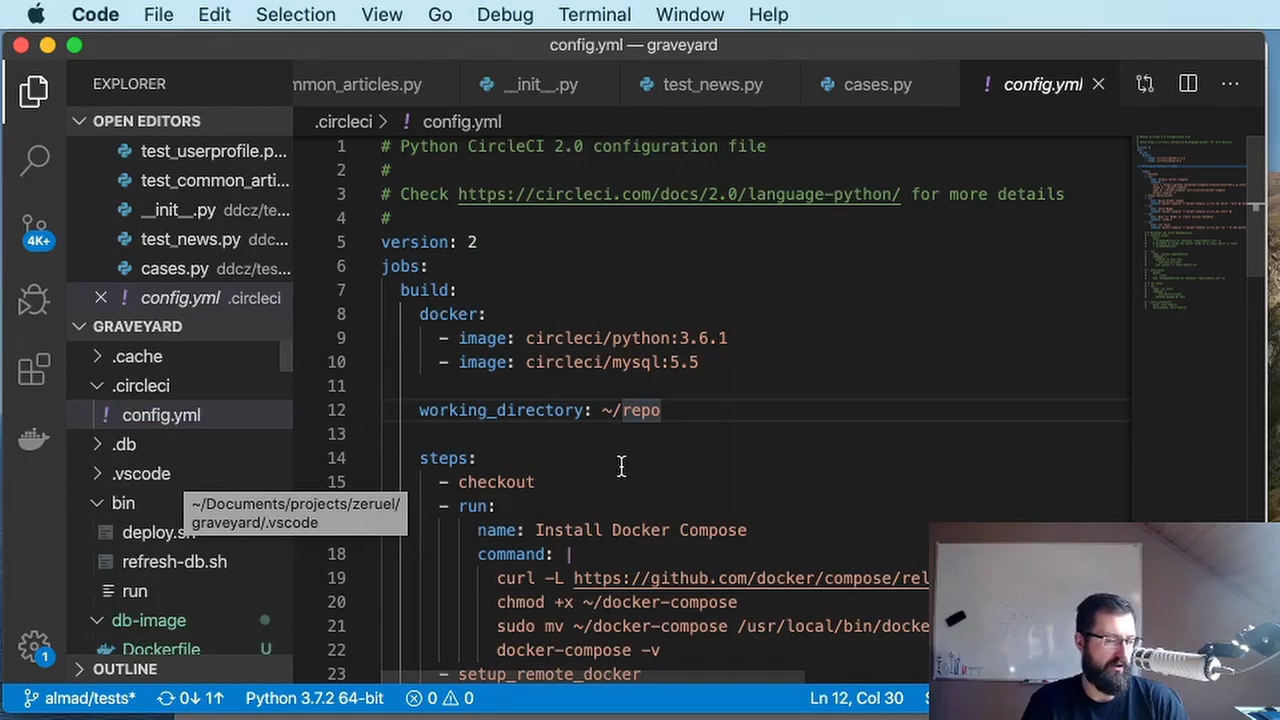 Code File Edit Selection View Go Debug Terminal Window Help
config.yml — graveyard
EXPLORER
mmon_articles.py __init__.py test_news.py cases.py ! config.yml
OPEN EDITORS
.circleci > ! config.yml
test_userprofile.p...
test_common_arti...
__init__.py ddcz/te...
test_news.py ddc...
cases.py ddcz/tes...
! config.yml .circleci
GRAVEYARD
.cache
.circleci
! config.yml
.db
.vscode
bin
~/Documents/projects/zeruel/
graveyard/.vscode
deploy.sh
refresh-db.sh
run
db-image
Dockerfile U
OUTLINE
4K+
1
1 # Python CircleCI 2.0 configuration file
2 #
3 # Check https://circleci.com/docs/2.0/language-python/ for more details
4 #
5 version: 2
6 jobs:
7 build:
8 docker:
9 - image: circleci/python:3.6.1
10 - image: circleci/mysql:5.5
11
12 working_directory: ~/repo
13
14 steps:
15 - checkout
- run:
name: Install Docker Compose
18 command: |
19 curl -L https://github.com/docker/compose/rel
20 chmod +x ~/docker-compose
21 sudo mv ~/docker-compose /usr/local/bin/docke
22 docker-compose -v
23 - setup_remote_docker
almad/tests* 0↓ 1↑ Python 3.7.2 64-bit 0 0 Ln 12, Col 30